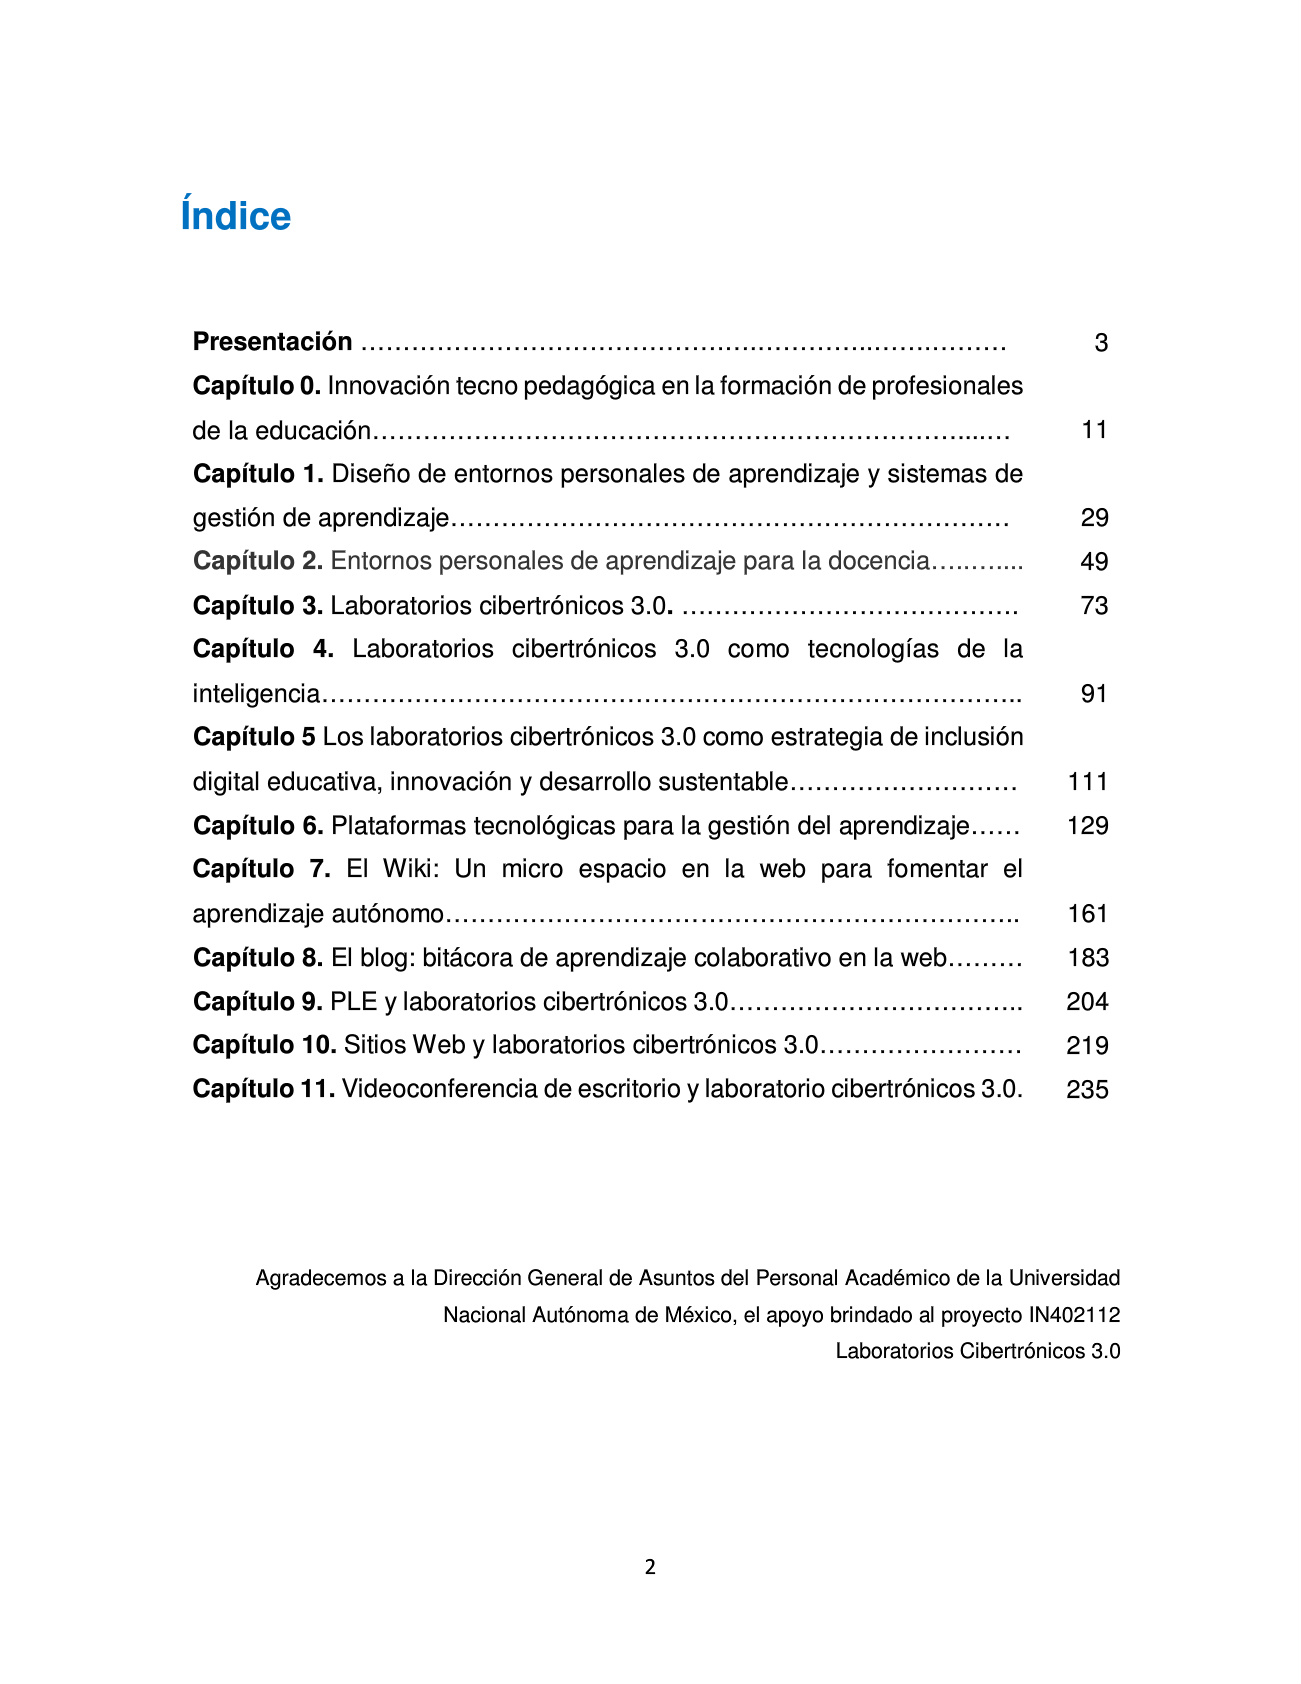 Índice
Presentación ……………………………………….…………..…….……… 3
Capítulo 0. Innovación tecno pedagógica en la formación de profesionales
de la educación……………………………………………………………...… 11
Capítulo 1. Diseño de entornos personales de aprendizaje y sistemas de
gestión de aprendizaje………………………………………………………… 29
Capítulo 2. Entornos personales de aprendizaje para la docencia…..….... 49
Capítulo 3. Laboratorios cibertrónicos 3.0. …………………………………. 73
Capítulo 4. Laboratorios cibertrónicos 3.0 como tecnologías de la
inteligencia……………………………………………………………………….. 91
Capítulo 5 Los laboratorios cibertrónicos 3.0 como estrategia de inclusión
digital educativa, innovación y desarrollo sustentable……………………… 111
Capítulo 6. Plataformas tecnológicas para la gestión del aprendizaje…… 129
Capítulo 7. El Wiki: Un micro espacio en la web para fomentar el
aprendizaje autónomo…………………………………………………………. 161
Capítulo 8. El blog: bitácora de aprendizaje colaborativo en la web……… 183
Capítulo 9. PLE y laboratorios cibertrónicos 3.0…………………………….. 204
Capítulo 10. Sitios Web y laboratorios cibertrónicos 3.0…………………… 219
Capítulo 11. Videoconferencia de escritorio y laboratorio cibertrónicos 3.0. 235
Agradecemos a la Dirección General de Asuntos del Personal Académico de la Universidad
Nacional Autónoma de México, el apoyo brindado al proyecto IN402112
Laboratorios Cibertrónicos 3.0
2